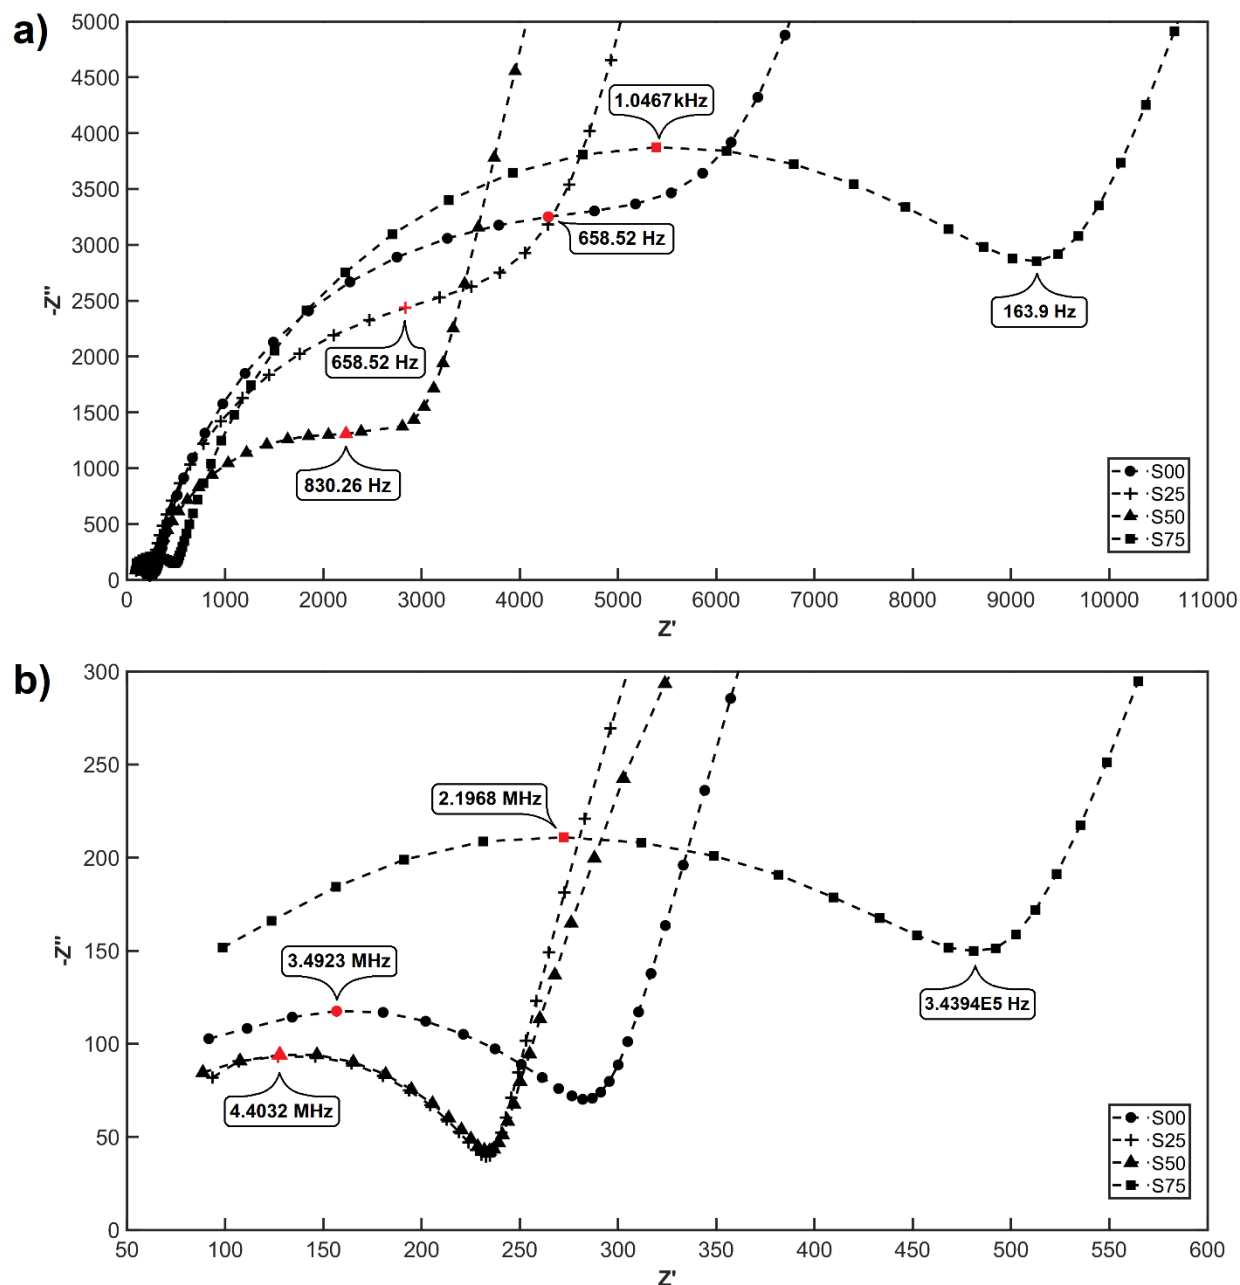 a)
5000
4500
4000
3500
3000
2500
2000
1500
1000
500
0
-Z''
1.0467kHz
658.52 Hz
163.9 Hz
658.52 Hz
830.26 Hz
S00
S25
S50
S75
0 1000 2000 3000 4000 5000 6000 7000 8000 9000 10000 11000
Z'
b)
300
250
200
150
100
50
0
-Z''
2.1968 MHz
3.4923 MHz
3.4394E5 Hz
4.4032 MHz
S00
S25
S50
S75
50 100 150 200 250 300 350 400 450 500 550 600
Z'